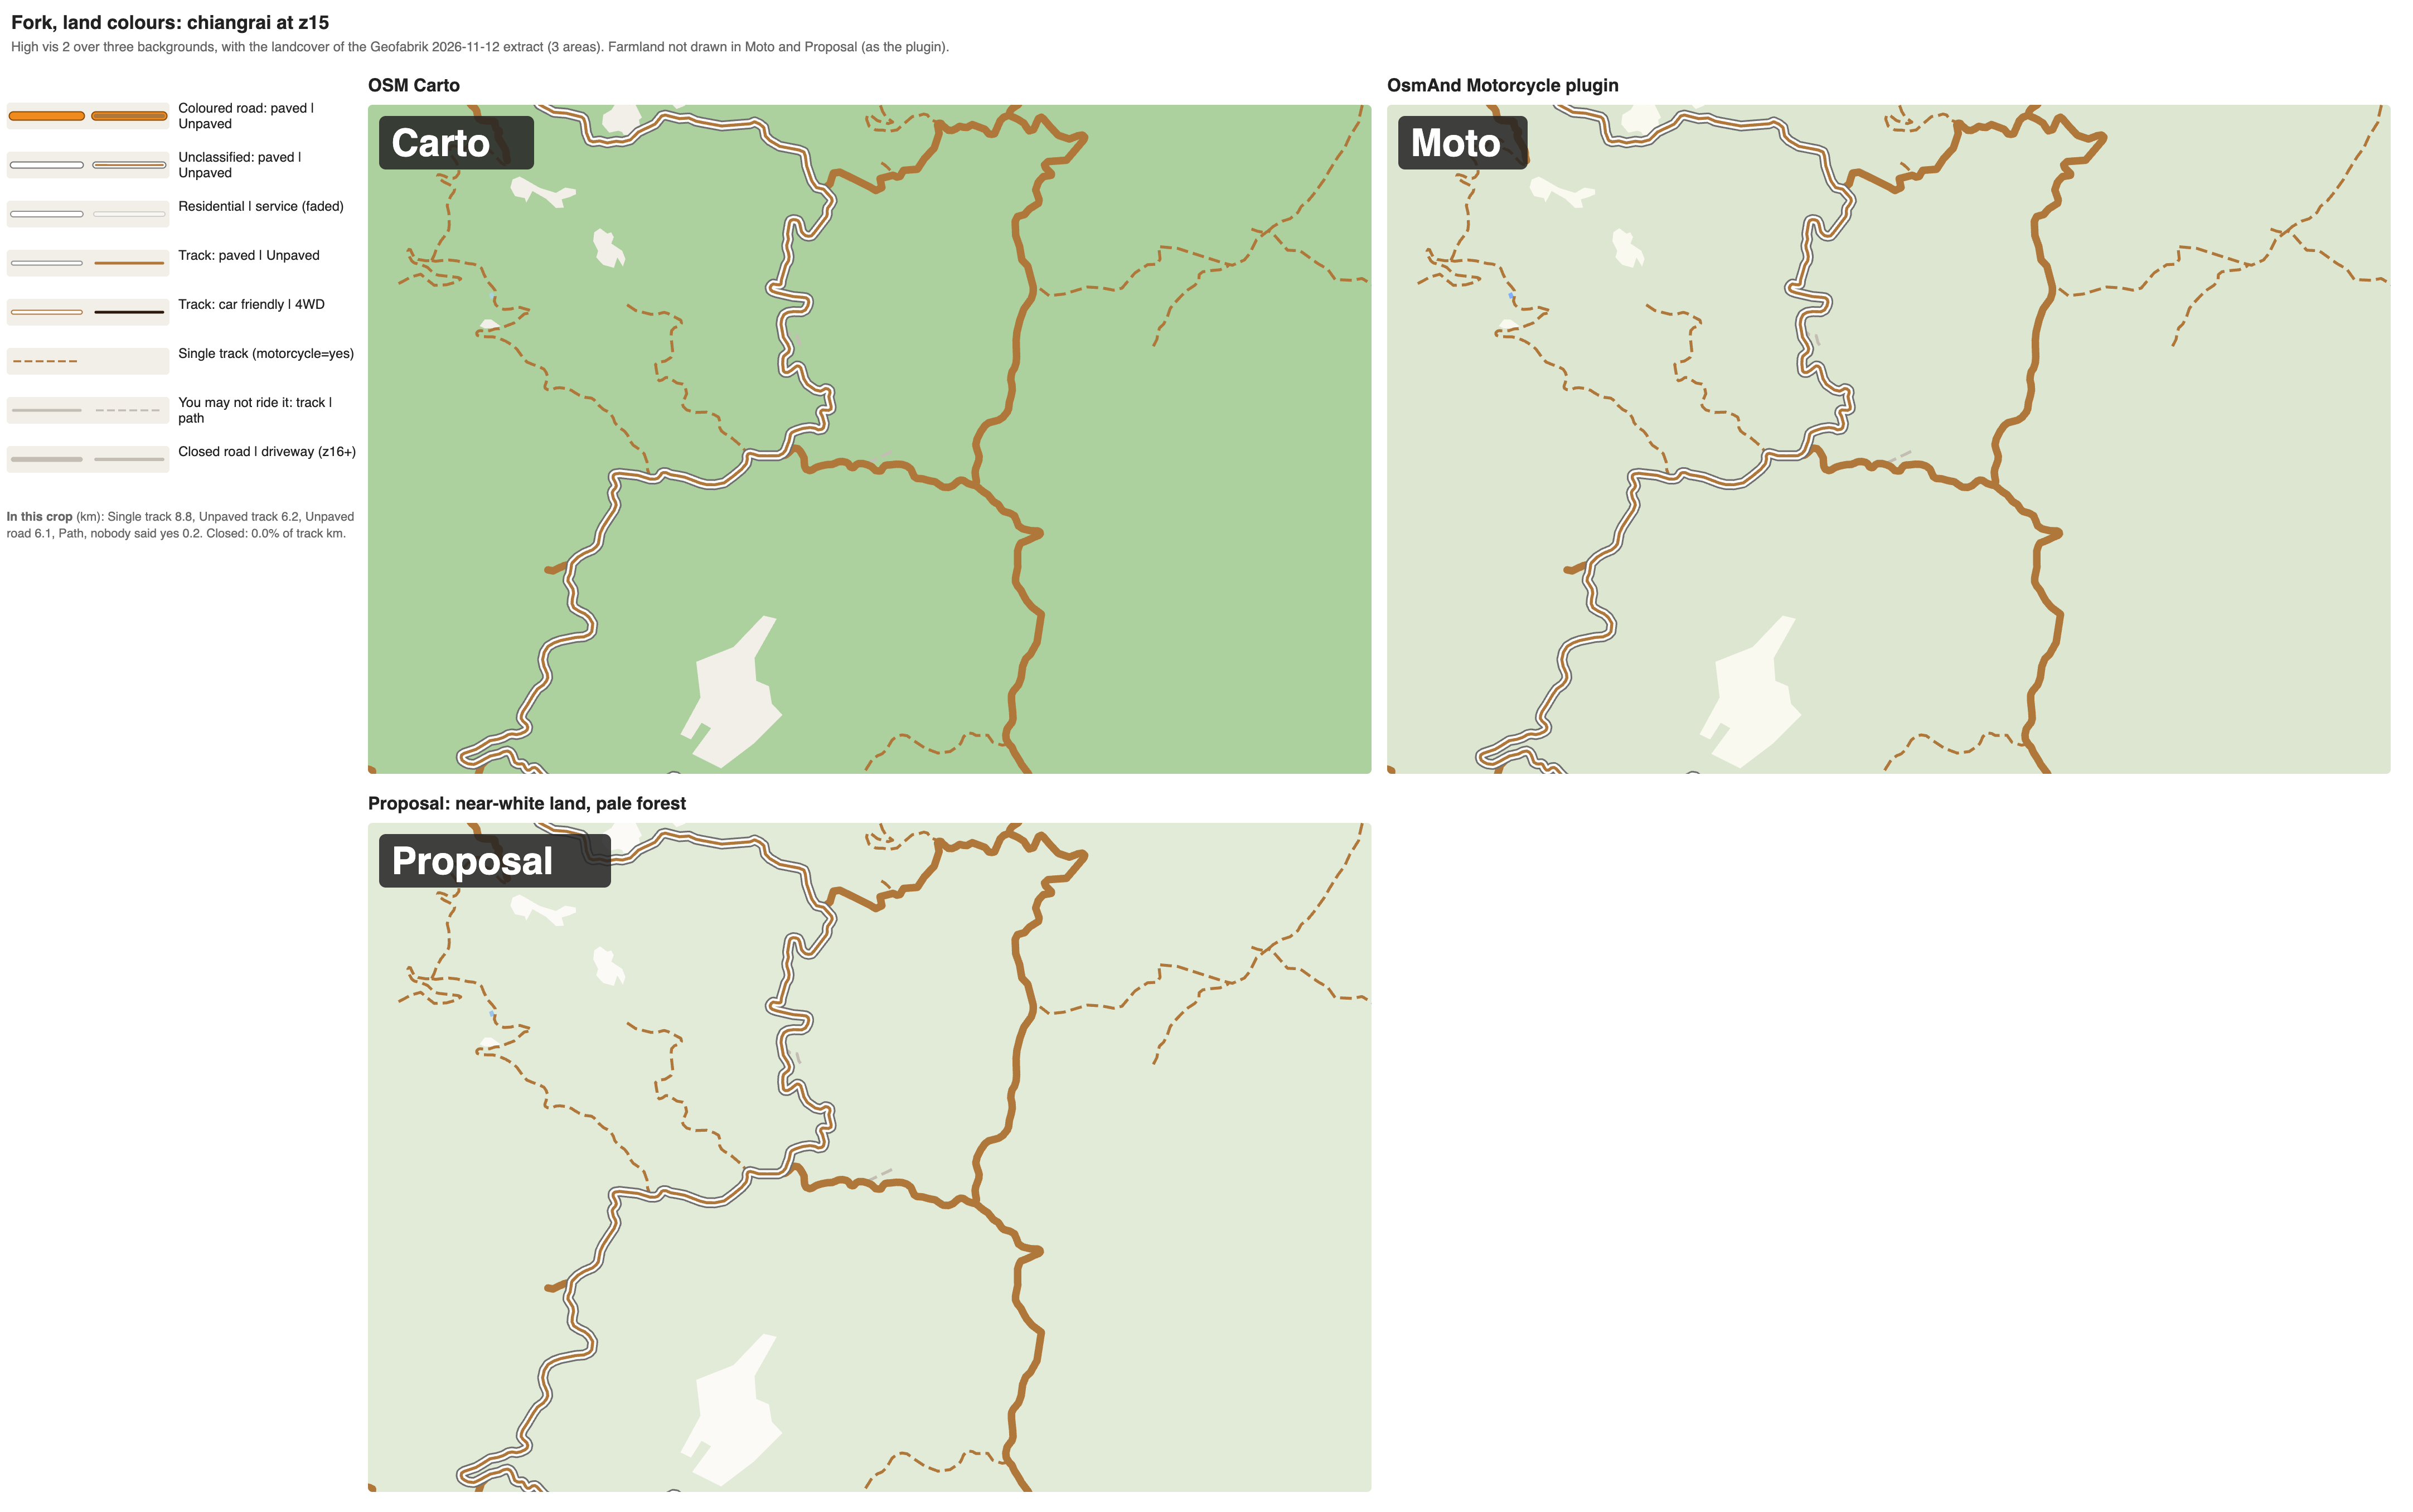 Fork, land colours: chiangrai at z15
High vis 2 over three backgrounds, with the landcover of the Geofabrik 2026-11-12 extract (3 areas). Farmland not drawn in Moto and Proposal (as the plugin).
Coloured road: paved |
Unpaved
Unclassified: paved |
Unpaved
Residential | service (faded)
Track: paved | Unpaved
Track: car friendly | 4WD
Single track (motorcycle=yes)
You may not ride it: track |
path
Closed road | driveway (z16+)
In this crop (km): Single track 8.8, Unpaved track 6.2, Unpaved
road 6.1, Path, nobody said yes 0.2. Closed: 0.0% of track km.
OSM Carto
Carto
OsmAnd Motorcycle plugin
Moto
Proposal: near-white land, pale forest
Proposal